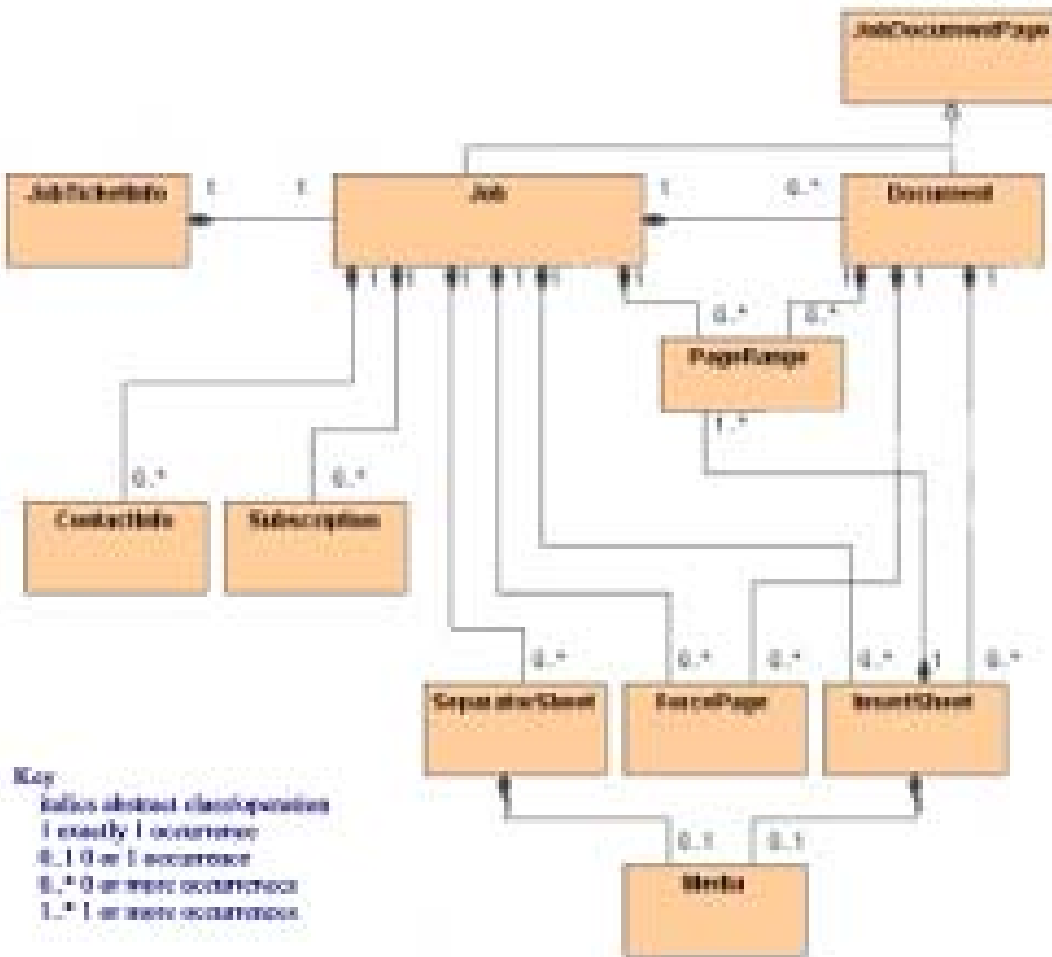 JobDocumentPage
0
JobTicketInfo
1
1
Job
1
0..*
Document
1
1
1
1
1
1
1
1
1
0..*
0..*
PageRange
1..*
0..*
0..*
ContactInfo
Subscription
0..*
0..*
0..*
0..*
1
0..*
SeparatorSheet
ForcePage
InsertSheet
0..1
0..1
Media
Key
italics abstract class/operation
1 exactly 1 occurrence
0..1 0 or 1 occurrence
0..* 0 or more occurrences
1..* 1 or more occurrences